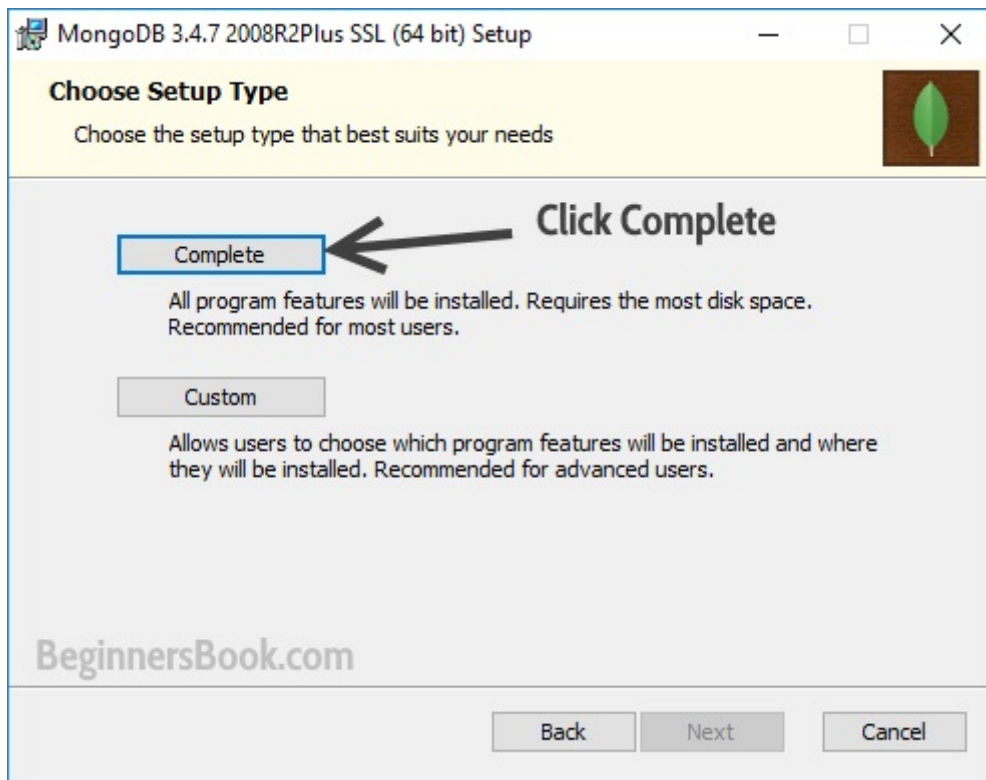 MongoDB 3.4.7 2008R2Plus SSL (64 bit) Setup
Choose Setup Type
Choose the setup type that best suits your needs
Click Complete
Complete
All program features will be installed. Requires the most disk space.
Recommended for most users.
Custom
Allows users to choose which program features will be installed and where
they will be installed. Recommended for advanced users.
BeginnersBook.com
Back Next Cancel